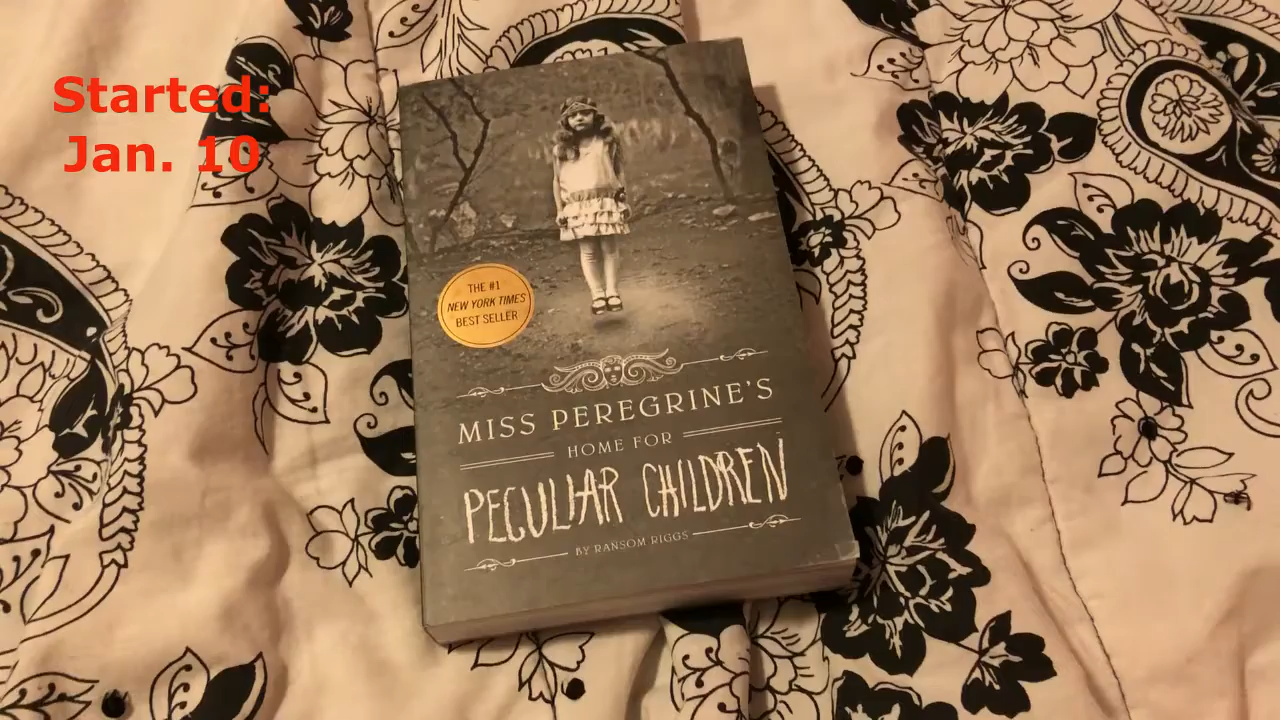 Started:
Jan. 10
THE #1
NEW YORK TIMES
BEST SELLER
MISS PEREGRINE'S
HOME FOR
PECULIAR CHILDREN
BY RANSOM RIGGS